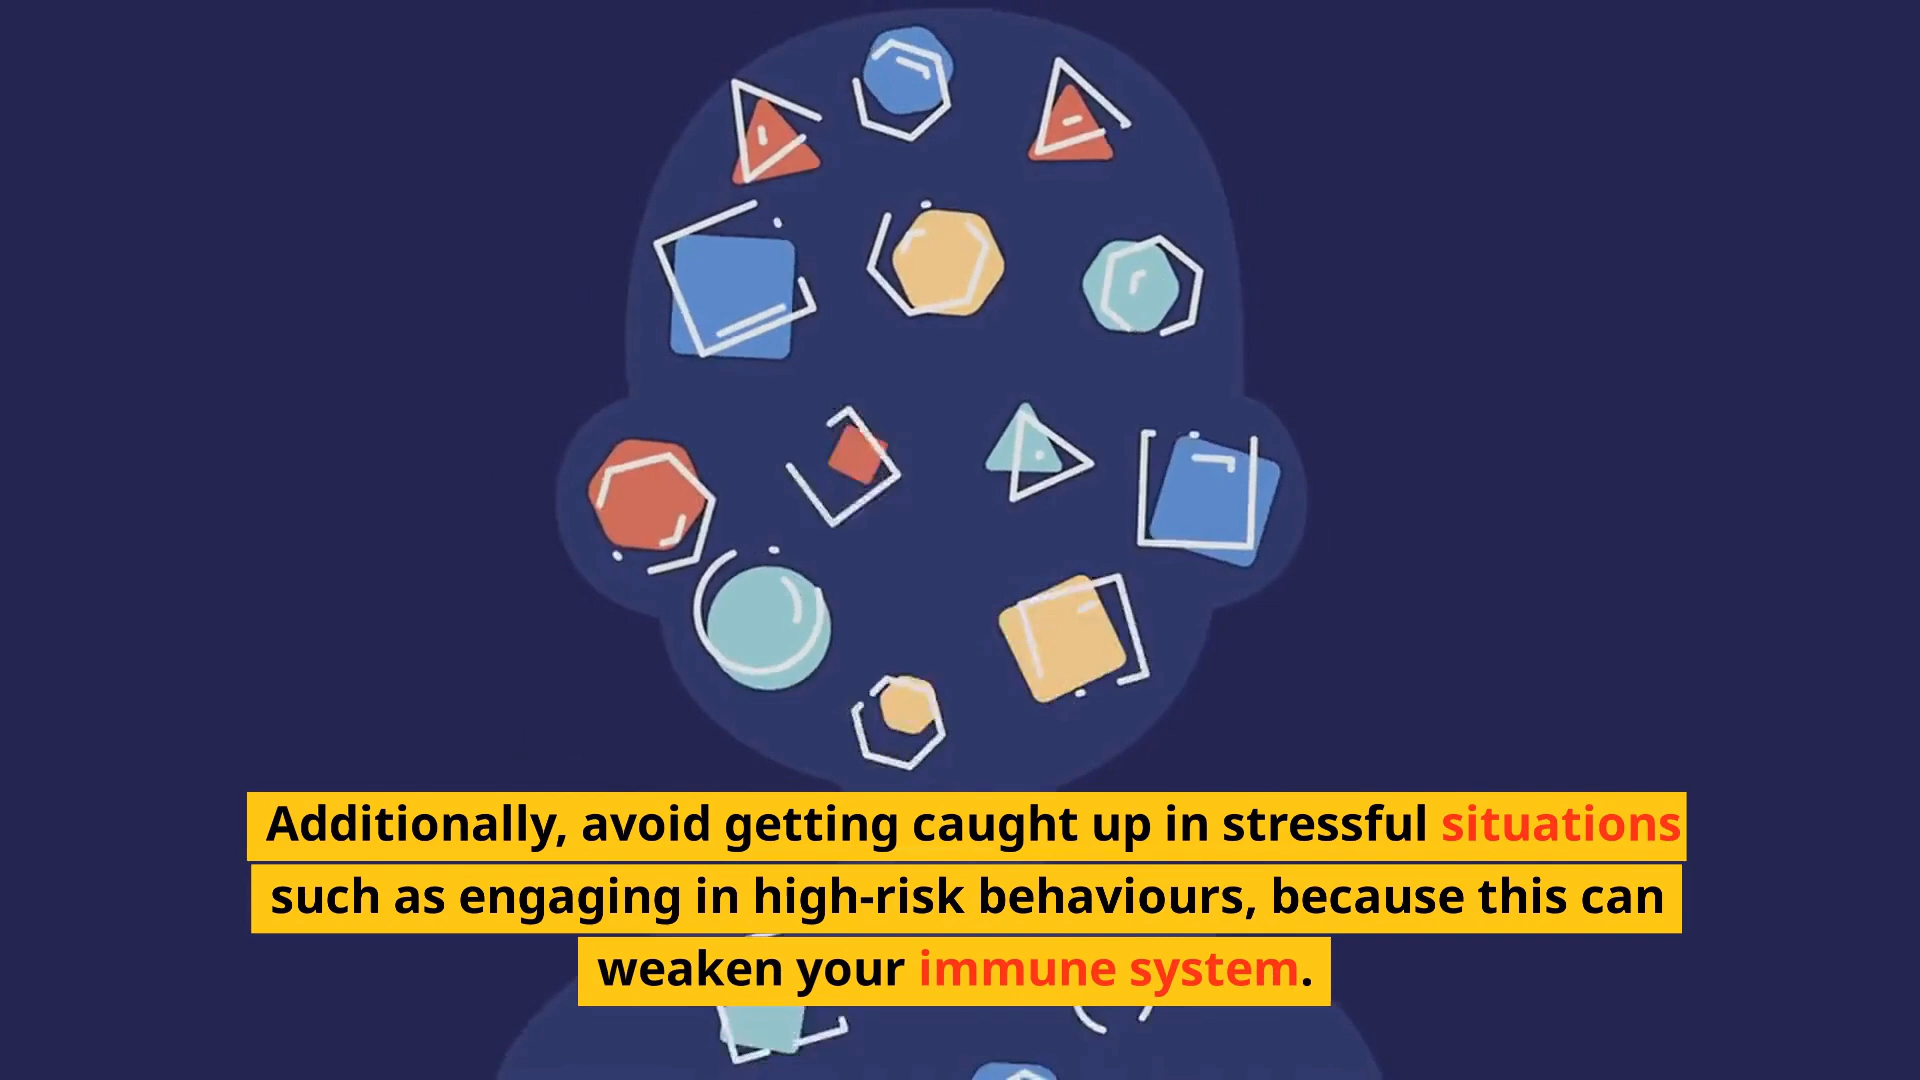 Additionally, avoid getting caught up in stressful situations
such as engaging in high-risk behaviours, because this can
weaken your immune system.